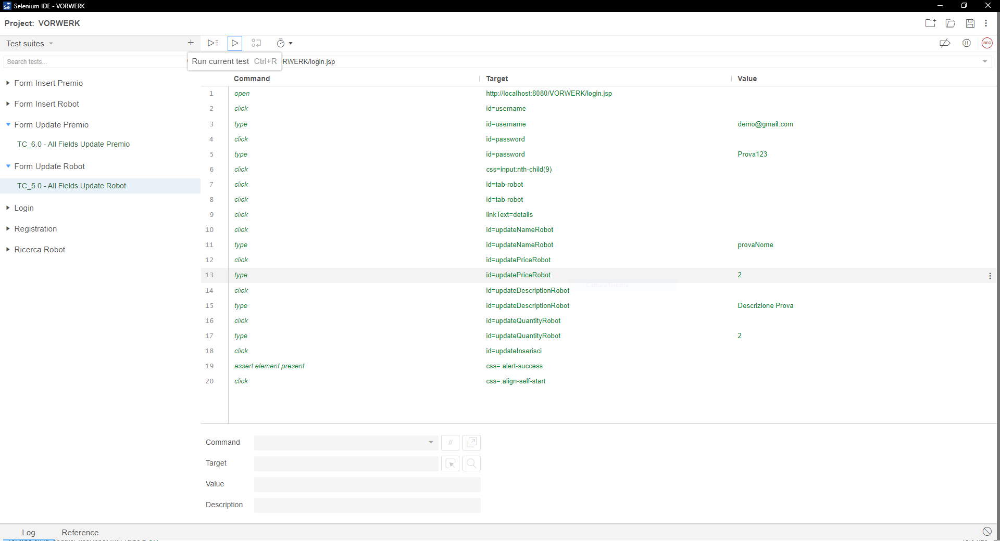 Selenium IDE - VORWERK
Project: VORWERK
Test suites
Run current test Ctrl+R
REC
Search tests...
RWERK/login.jsp
Command Target Value
Form Insert Premio
Form Insert Robot
Form Update Premio
TC_6.0 - All Fields Update Premio
Form Update Robot
TC_5.0 - All Fields Update Robot
Login
Registration
Ricerca Robot
1 open http://localhost:8080/VORWERK/login.jsp
2 click id=username
3 type id=username demo@gmail.com
4 click id=password
5 type id=password Prova123
6 click css=input:nth-child(9)
7 click id=tab-robot
8 click id=tab-robot
9 click linkText=details
10 click id=updateNameRobot
11 type id=updateNameRobot provaNome
12 click id=updatePriceRobot
13 type id=updatePriceRobot 2
14 click id=updateDescriptionRobot
15 type id=updateDescriptionRobot Descrizione Prova
16 click id=updateQuantityRobot
17 type id=updateQuantityRobot 2
18 click id=updateInserisci
19 assert element present css=.alert-success
20 click css=.align-self-start
Command //
Target
Value
Description
Log Reference